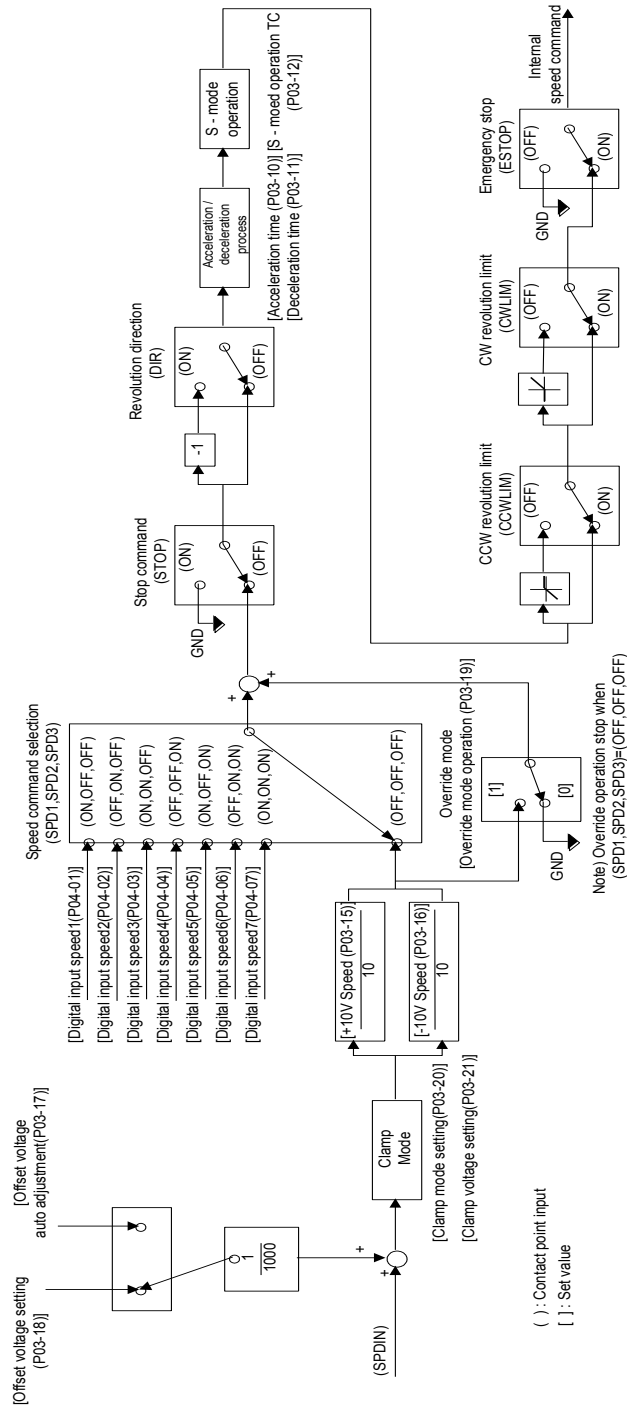 [Offset voltage setting
(P03-18)]
[Offset voltage
auto adjustment(P03-17)]
1
1000
(SPDIN)
+
+
Clamp
Mode
[Clamp mode setting(P03-20)]
[Clamp voltage setting(P03-21)]
[+10V Speed (P03-15)]
10
[-10V Speed (P03-16)]
10
( ) : Contact point input
[ ] : Set value
[Digital input speed1(P04-01)]
[Digital input speed2(P04-02)]
[Digital input speed3(P04-03)]
[Digital input speed4(P04-04)]
[Digital input speed5(P04-05)]
[Digital input speed6(P04-06)]
[Digital input speed7(P04-07)]
Speed command selection
(SPD1,SPD2,SPD3)
(ON,OFF,OFF)
(OFF,ON,OFF)
(ON,ON,OFF)
(OFF,OFF,ON)
(ON,OFF,ON)
(OFF,ON,ON)
(ON,ON,ON)
(OFF,OFF,OFF)
Override mode
[Override mode operation (P03-19)]
[1]
[0]
GND
Note) Override operation stop when
(SPD1,SPD2,SPD3)=(OFF,OFF,OFF)
+
+
Stop command
(STOP)
(ON)
(OFF)
GND
Revolution direction
(DIR)
-1
(ON)
(OFF)
Acceleration /
deceleration
process
[Acceleration time (P03-10)]
[Deceleration time (P03-11)]
S - mode
operation
[S - moed operation TC
(P03-12)]
CCW revolution limit
(CCWLIM)
(OFF)
(ON)
CW revolution limit
(CWLIM)
(OFF)
(ON)
Emergency stop
(ESTOP)
(OFF)
(ON)
GND
Internal
speed command